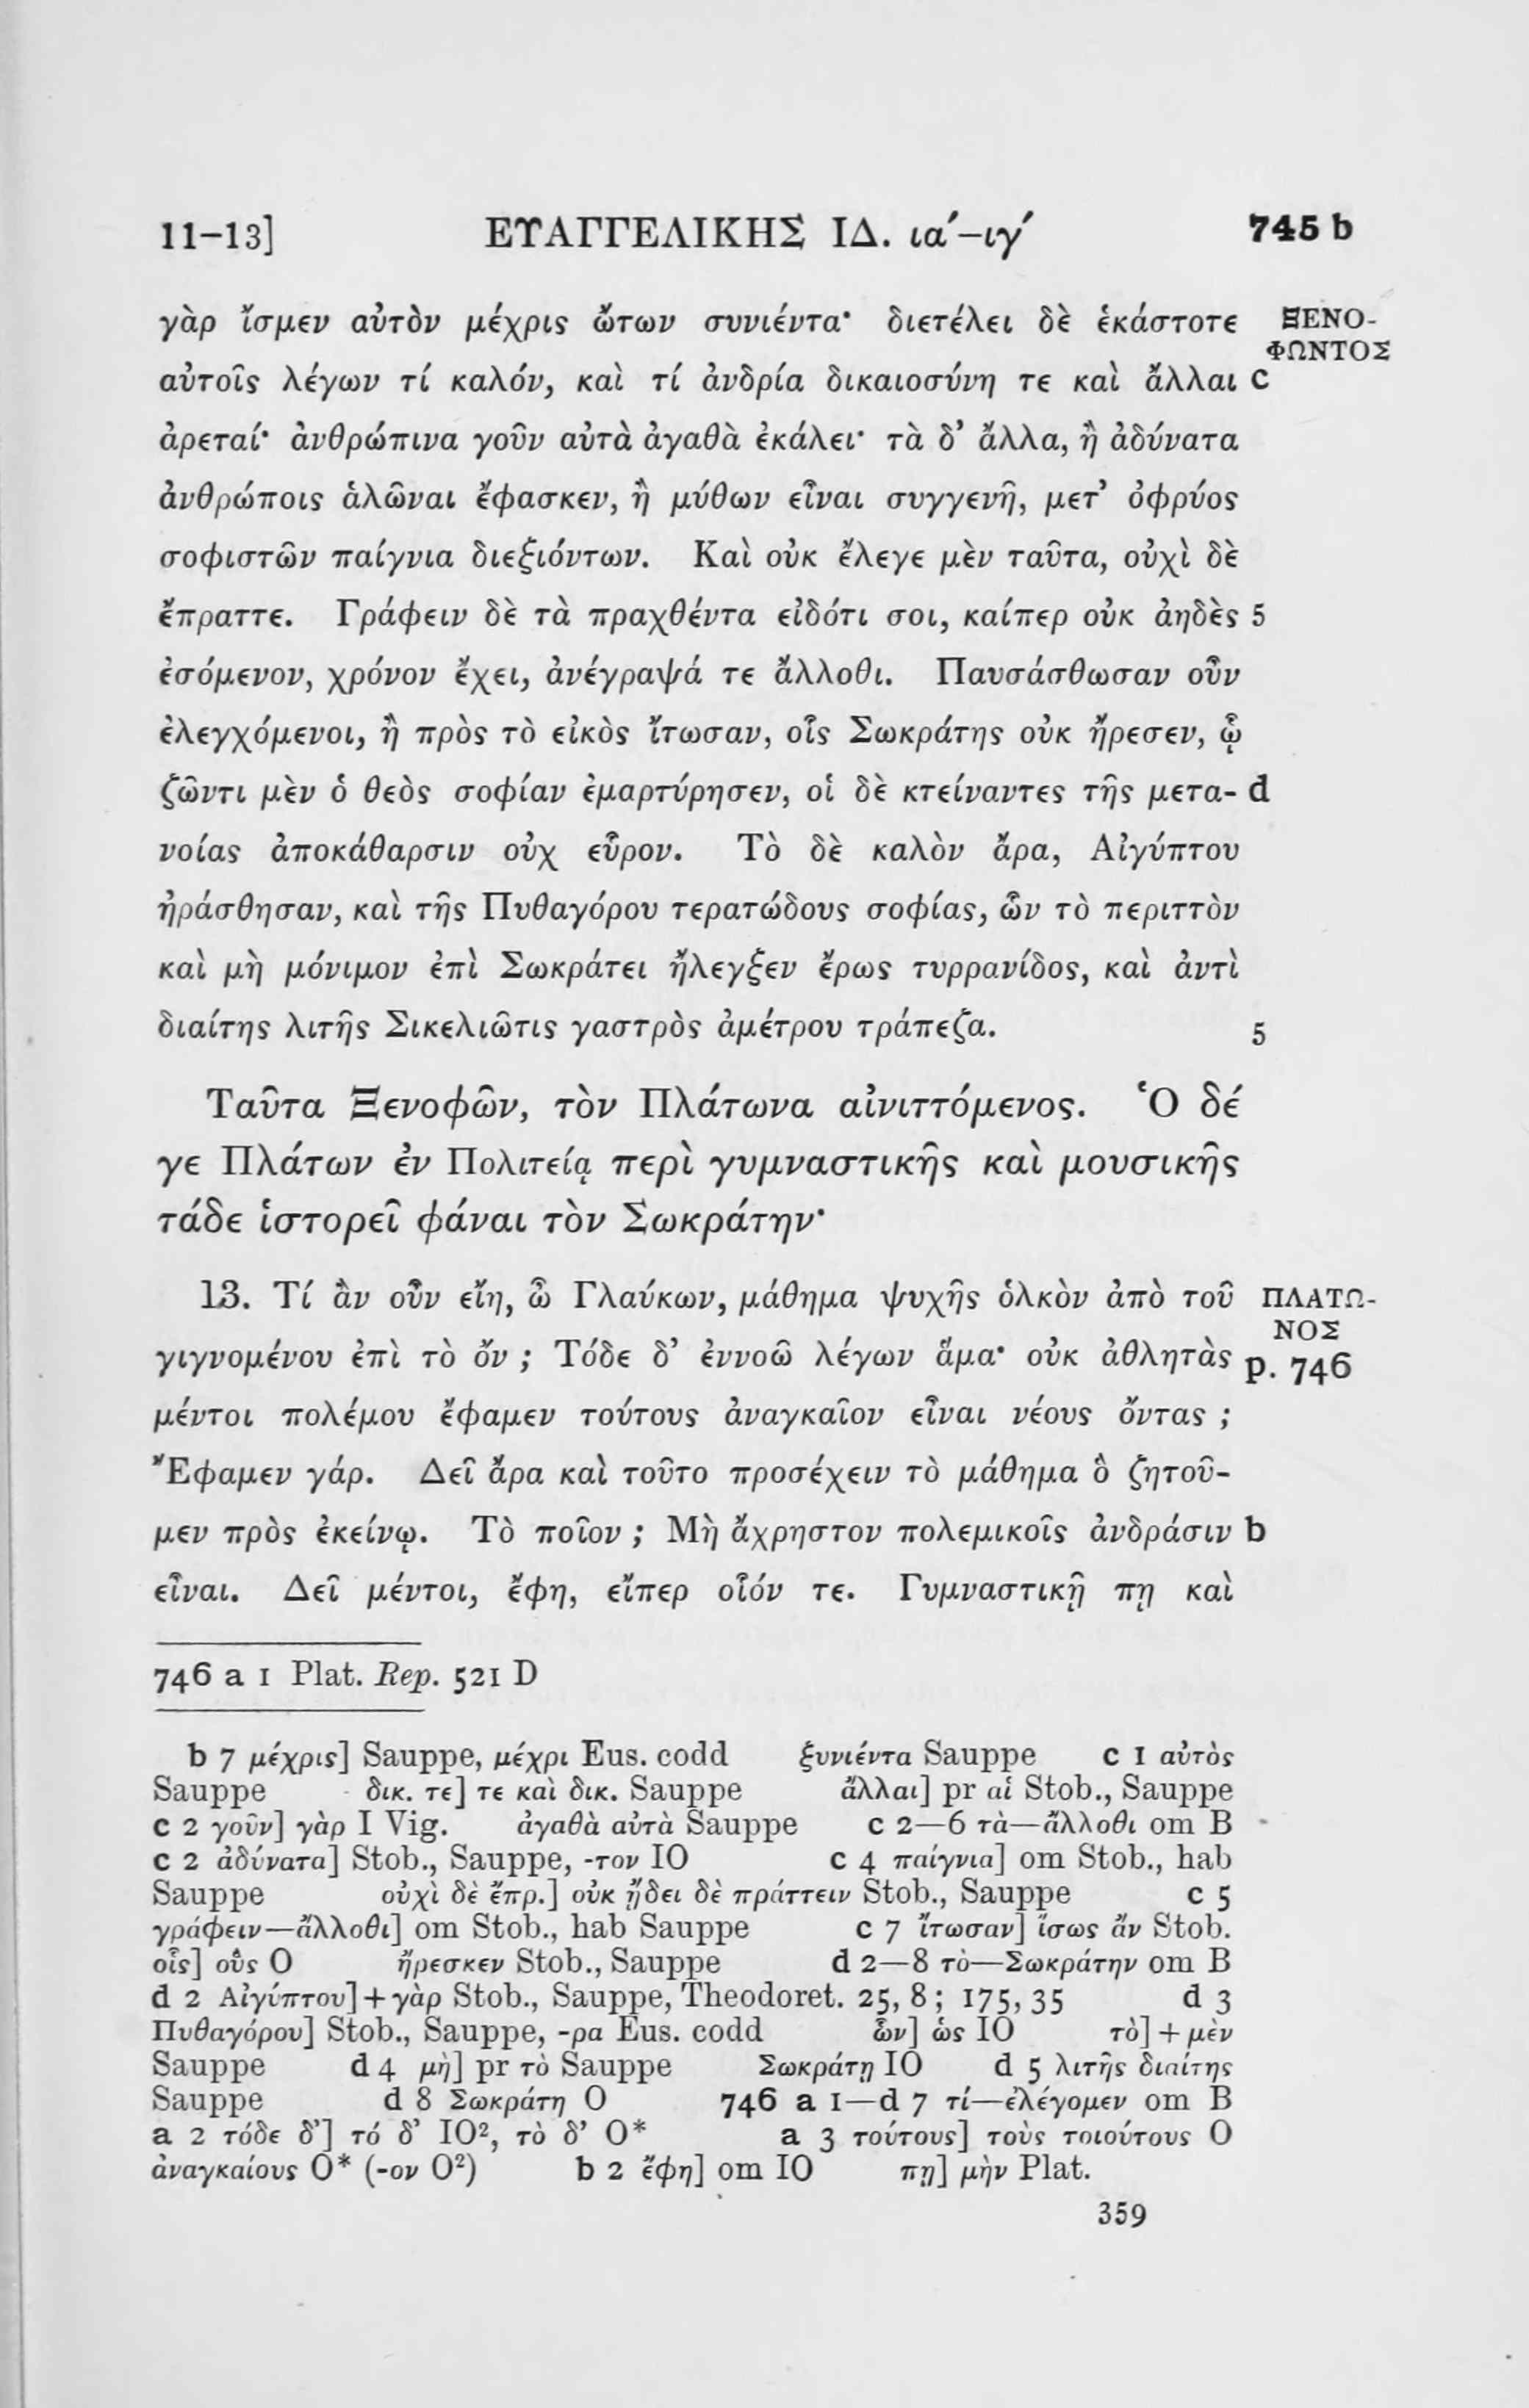 11–13] ΕΥΑΓΓΕΛΙΚΗΣ ΙΔ. ια΄–ιγ΄ 745 b
γὰρ ἴσμεν αὐτὸν μέχρις ὤτων συνιέντα· διετέλει δὲ ἑκάστοτε ΞΕΝΟ-
ΦΩΝΤΟΣ
αὐτοῖς λέγων τί καλόν, καὶ τί ἀνδρία δικαιοσύνη τε καὶ ἄλλαι c
ἀρεταί· ἀνθρώπινα γοῦν αὐτὰ ἀγαθὰ ἐκάλει· τὰ δ’ ἄλλα, ἢ ἀδύνατα
ἀνθρώποις ἁλῶναι ἔφασκεν, ἢ μύθων εἶναι συγγενῆ, μετ’ ὀφρύος
σοφιστῶν παίγνια διεξιόντων. Καὶ οὐκ ἔλεγε μὲν ταῦτα, οὐχὶ δὲ
ἔπραττε. Γράφειν δὲ τὰ πραχθέντα εἰδότι σοι, καίπερ οὐκ ἀηδὲς 5
ἐσόμενον, χρόνον ἔχει, ἀνέγραψά τε ἄλλοθι. Παυσάσθωσαν οὖν
ἐλεγχόμενοι, ἢ πρὸς τὸ εἰκὸς ἴτωσαν, οἷς Σωκράτης οὐκ ἤρεσεν, ᾧ
ζῶντι μὲν ὁ θεὸς σοφίαν ἐμαρτύρησεν, οἱ δὲ κτείναντες τῆς μετα- d
νοίας ἀποκάθαρσιν οὐχ εὗρον. Τὸ δὲ καλὸν ἄρα, Αἰγύπτου
ἠράσθησαν, καὶ τῆς Πυθαγόρου τερατώδους σοφίας, ὧν τὸ περιττὸν
καὶ μὴ μόνιμον ἐπὶ Σωκράτει ἤλεγξεν ἔρως τυρρανίδος, καὶ ἀντὶ
διαίτης λιτῆς Σικελιῶτις γαστρὸς ἀμέτρου τράπεζα. 5
Ταῦτα Ξενοφῶν, τὸν Πλάτωνα αἰνιττόμενος. Ὁ δέ
γε Πλάτων ἐν Πολιτείᾳ περὶ γυμναστικῆς καὶ μουσικῆς
τάδε ἱστορεῖ φάναι τὸν Σωκράτην·
13. Τί ἂν οὖν εἴη, ὦ Γλαύκων, μάθημα ψυχῆς ὁλκὸν ἀπὸ τοῦ ΠΛΑΤΩ-
ΝΟΣ
γιγνομένου ἐπὶ τὸ ὄν ; Τόδε δ’ ἐννοῶ λέγων ἅμα· οὐκ ἀθλητὰς p. 746
μέντοι πολέμου ἔφαμεν τούτους ἀναγκαῖον εἶναι νέους ὄντας ;
Ἔφαμεν γάρ. Δεῖ ἄρα καὶ τοῦτο προσέχειν τὸ μάθημα ὃ ζητοῦ-
μεν πρὸς ἐκείνῳ. Τὸ ποῖον ; Μὴ ἄχρηστον πολεμικοῖς ἀνδράσιν b
εἶναι. Δεῖ μέντοι, ἔφη, εἴπερ οἷόν τε. Γυμναστικῇ πῃ καὶ
746 a 1 Plat. Rep. 521 D
b 7 μέχρις] Sauppe, μέχρι Eus. codd ξυνιέντα Sauppe c 1 αὐτὸς
Sauppe δικ. τε] τε καὶ δικ. Sauppe ἄλλαι] pr αἱ Stob., Sauppe
c 2 γοῦν] γὰρ I Vig. ἀγαθὰ αὐτὰ Sauppe c 2—6 τὰ—ἄλλοθι om B
c 2 ἀδύνατα] Stob., Sauppe, -τον IO c 4 παίγνια] om Stob., hab
Sauppe οὐχὶ δὲ ἔπρ.] οὐκ ᾔδει δὲ πράττειν Stob., Sauppe c 5
γράφειν—ἄλλοθι] om Stob., hab Sauppe c 7 ἴτωσαν] ἴσως ἄν Stob.
οἷς] οὓς O ἤρεσκεν Stob., Sauppe d 2—8 τὸ—Σωκράτην om B
d 2 Αἰγύπτου]+γὰρ Stob., Sauppe, Theodoret. 25, 8 ; 175, 35 d 3
Πυθαγόρου] Stob., Sauppe, -ρα Eus. codd ὧν] ὡς IO τὸ]+μὲν
Sauppe d 4 μὴ] pr τὸ Sauppe Σωκράτῃ IO d 5 λιτῆς διαίτης
Sauppe d 8 Σωκράτη O 746 a 1—d 7 τί—ἐλέγομεν om B
a 2 τόδε δ’] τό δ’ IO², τὸ δ’ O* a 3 τούτους] τοὺς τοιούτους O
ἀναγκαίους O* (-ον O²) b 2 ἔφη] om IO πῃ] μὴν Plat.
359